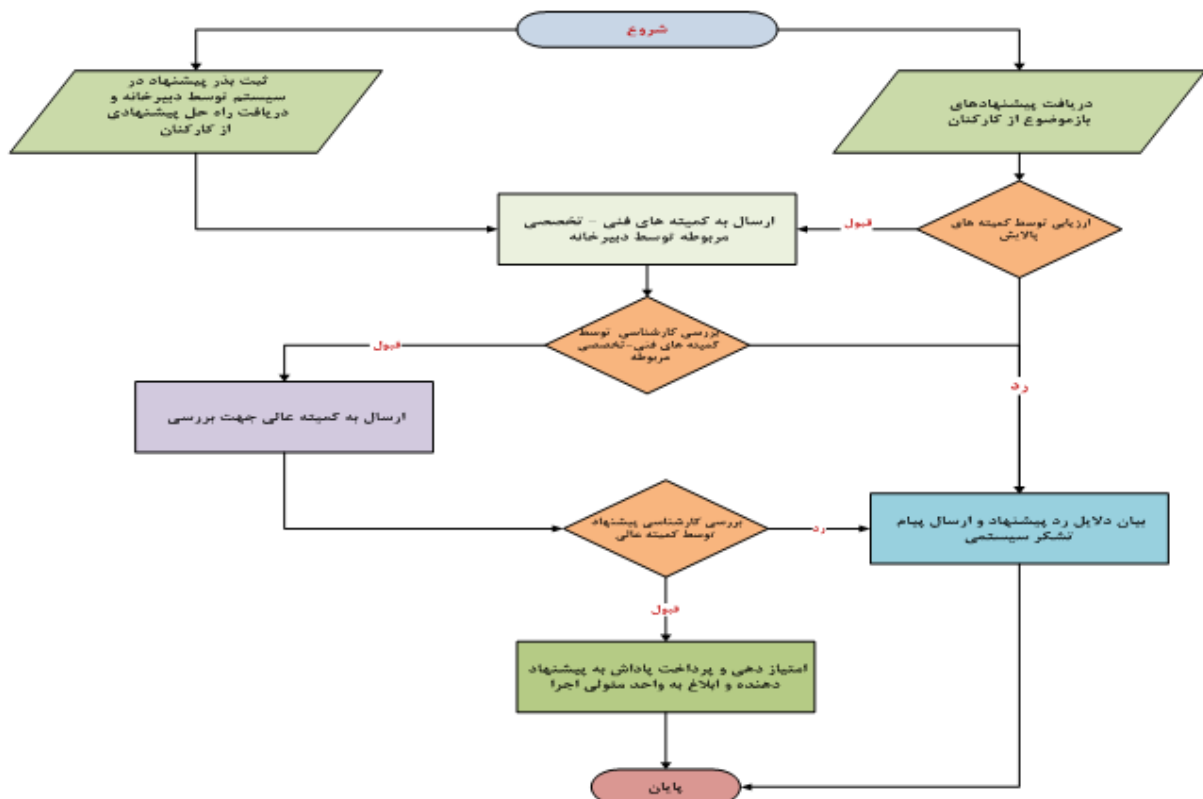 شروع
دریافت پیشنهادهای
بازموضوع از کارکنان
ثبت بذر پیشنهاد در
سیستم توسط دبیرخانه و
دریافت راه حل پیشنهادی
از کارکنان
ارزیابی توسط کمیته های
پالایش
قبول
ارسال به کمیته های فنی - تخصصی
مربوطه توسط دبیرخانه
بررسی کارشناسی توسط
کمیته های فنی-تخصصی
مربوطه
قبول
رد
ارسال به کمیته عالی جهت بررسی
بررسی کارشناسی پیشنهاد
توسط کمیته عالی
رد
بیان دلایل رد پیشنهاد و ارسال پیام
تشکر سیستمی
قبول
امتیاز دهی و پرداخت پاداش به پیشنهاد
دهنده و ابلاغ به واحد متولی اجرا
پایان